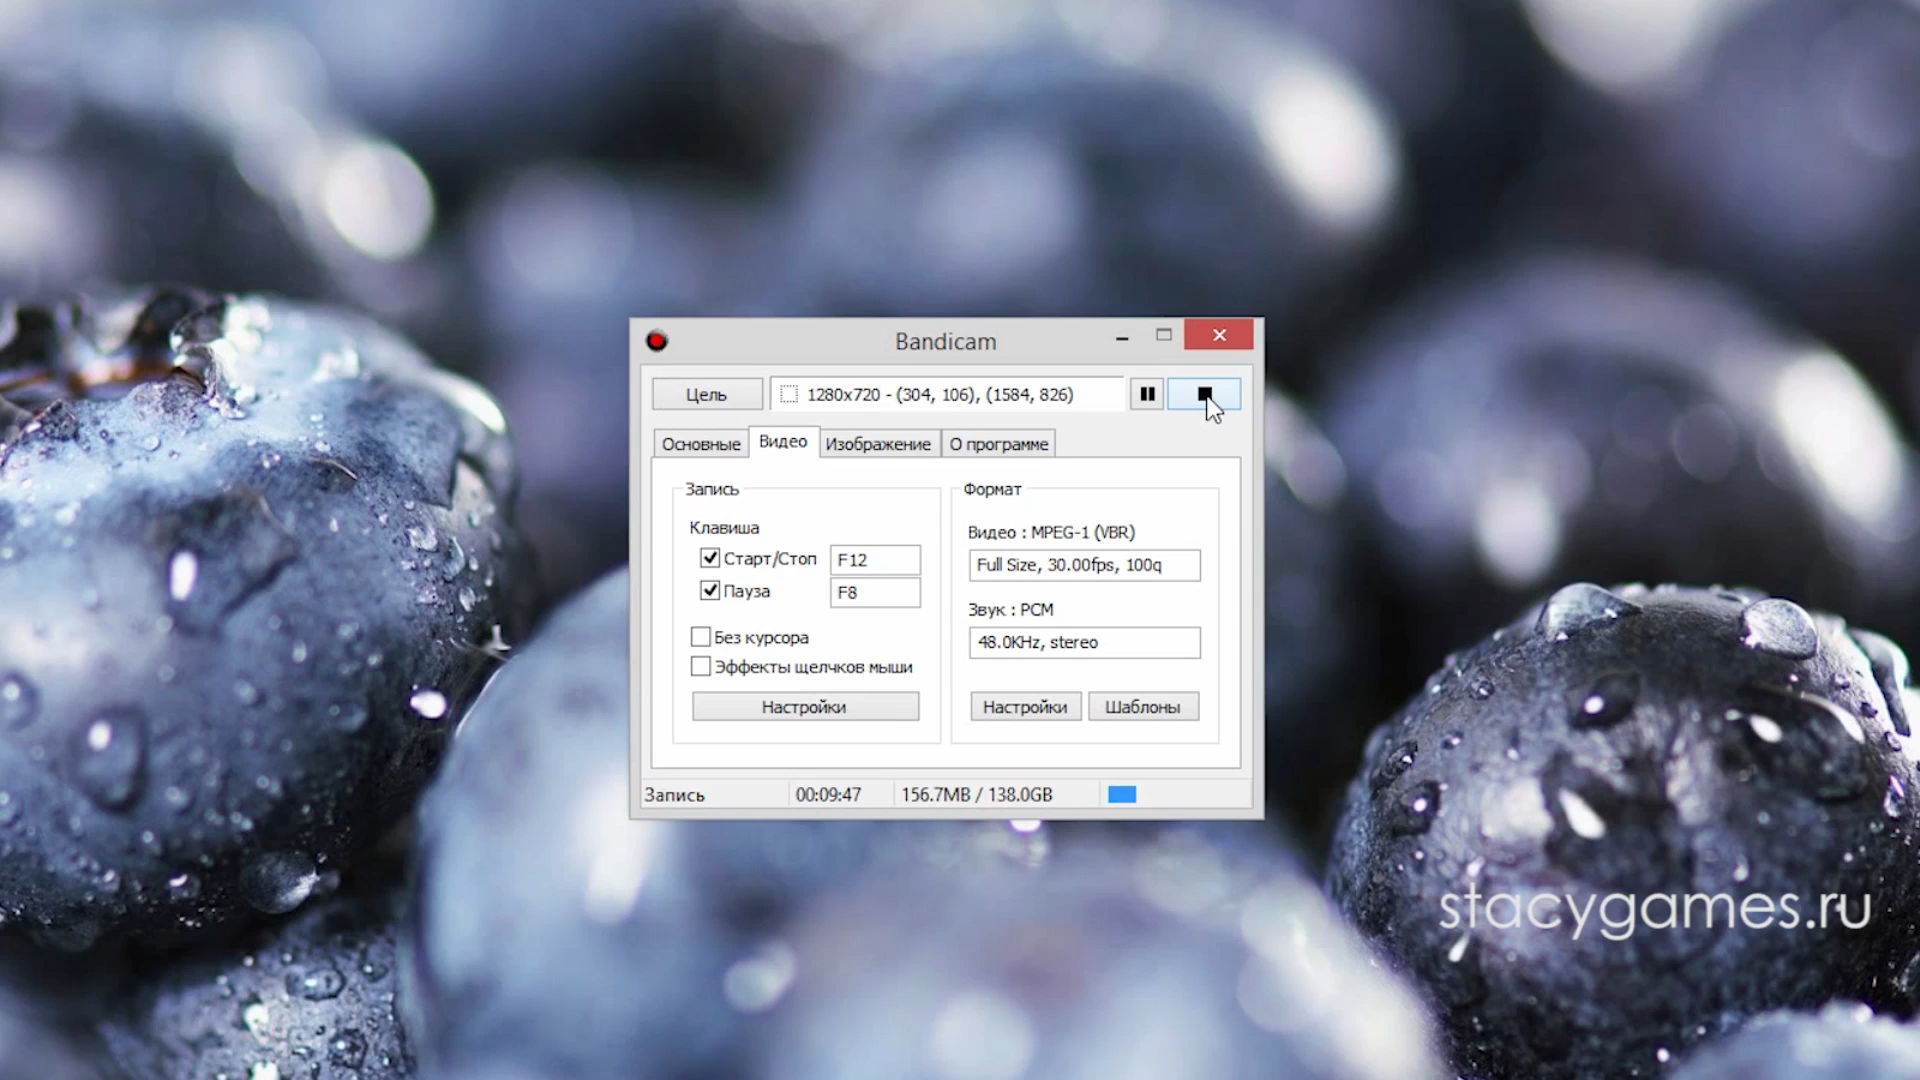 Bandicam
Цель
1280x720 - (304, 106), (1584, 826)
Основные
Видео
Изображение
О программе
Запись
Клавиша
Старт/Стоп
F12
Пауза
F8
Без курсора
Эффекты щелчков мыши
Настройки
Формат
Видео : MPEG-1 (VBR)
Full Size, 30.00fps, 100q
Звук : PCM
48.0KHz, stereo
Настройки
Шаблоны
Запись
00:09:47
156.7MB / 138.0GB
stacygames.ru